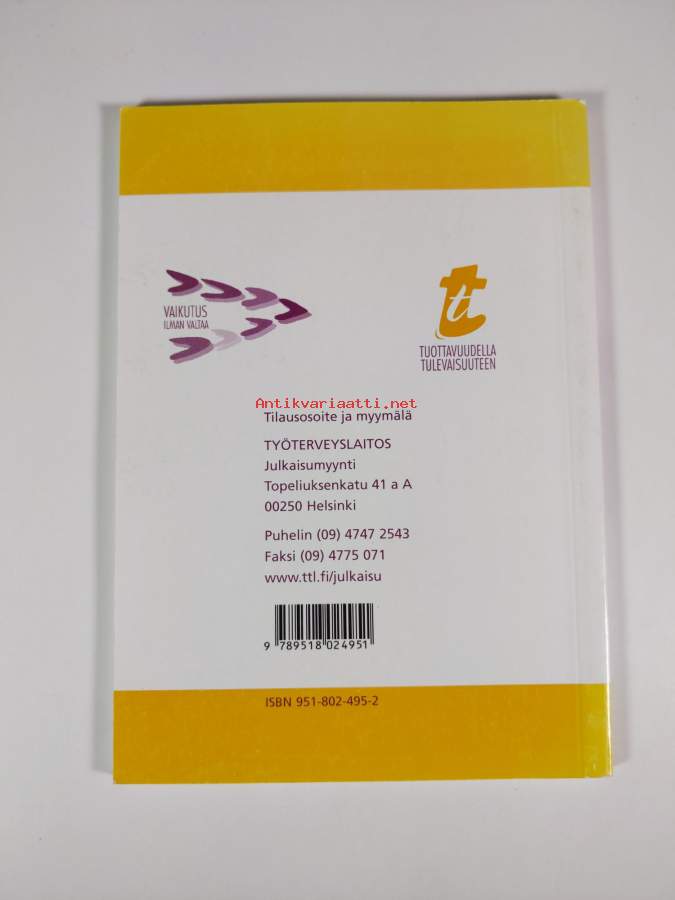 VAIKUTUS
ILMAN VALTAA
t
ti
TUOTTAVUUDELLA
TULEVAISUUTEEN
Antikvariaatti.net
Tilausosoite ja myymälä
TYÖTERVEYSLAITOS
Julkaisumyynti
Topeliuksenkatu 41 a A
00250 Helsinki
Puhelin (09) 4747 2543
Faksi (09) 4775 071
www.ttl.fi/julkaisu
9 789518 024951
ISBN 951-802-495-2